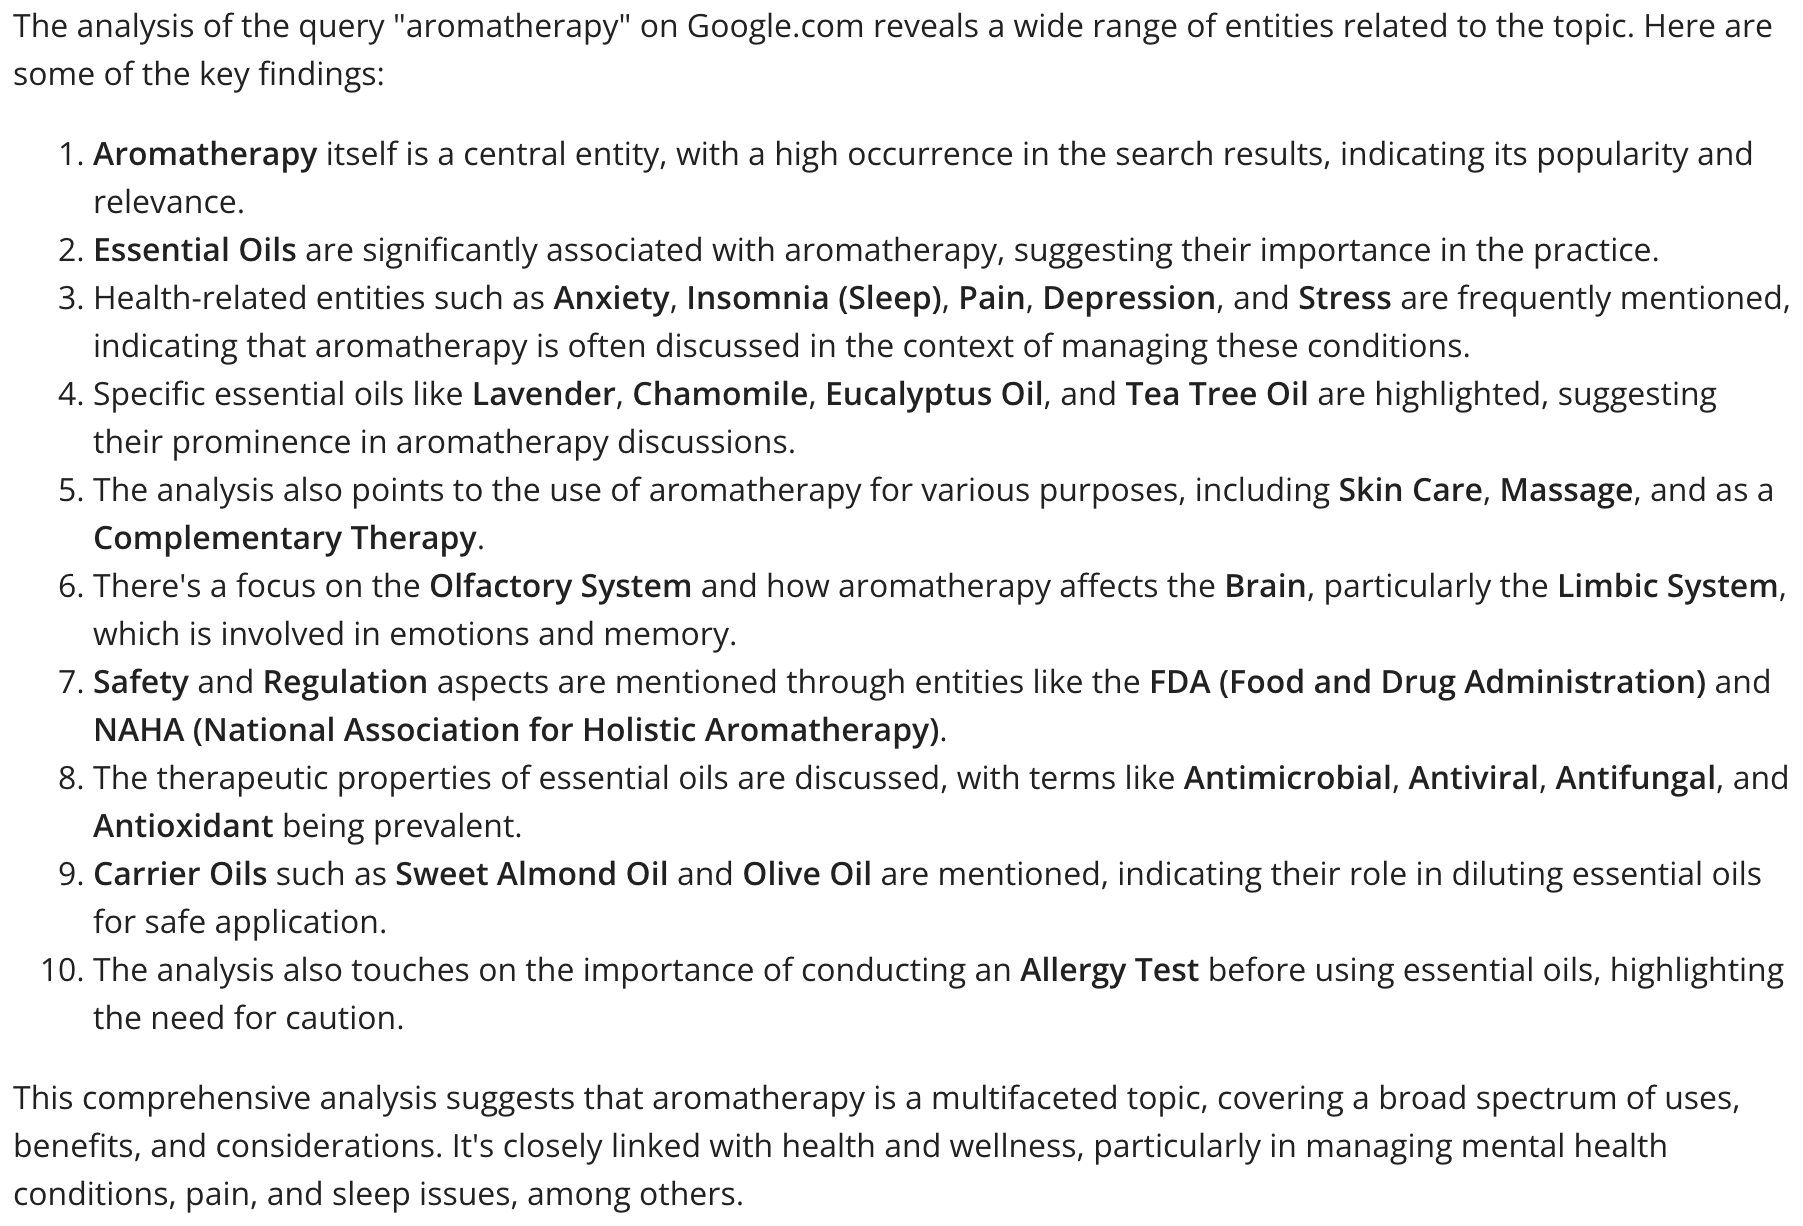 The analysis of the query "aromatherapy" on Google.com reveals a wide range of entities related to the topic. Here are
some of the key findings:
1. Aromatherapy itself is a central entity, with a high occurrence in the search results, indicating its popularity and
relevance.
2. Essential Oils are significantly associated with aromatherapy, suggesting their importance in the practice.
3. Health-related entities such as Anxiety, Insomnia (Sleep), Pain, Depression, and Stress are frequently mentioned,
indicating that aromatherapy is often discussed in the context of managing these conditions.
4. Specific essential oils like Lavender, Chamomile, Eucalyptus Oil, and Tea Tree Oil are highlighted, suggesting
their prominence in aromatherapy discussions.
5. The analysis also points to the use of aromatherapy for various purposes, including Skin Care, Massage, and as a
Complementary Therapy.
6. There's a focus on the Olfactory System and how aromatherapy affects the Brain, particularly the Limbic System,
which is involved in emotions and memory.
7. Safety and Regulation aspects are mentioned through entities like the FDA (Food and Drug Administration) and
NAHA (National Association for Holistic Aromatherapy).
8. The therapeutic properties of essential oils are discussed, with terms like Antimicrobial, Antiviral, Antifungal, and
Antioxidant being prevalent.
9. Carrier Oils such as Sweet Almond Oil and Olive Oil are mentioned, indicating their role in diluting essential oils
for safe application.
10. The analysis also touches on the importance of conducting an Allergy Test before using essential oils, highlighting
the need for caution.
This comprehensive analysis suggests that aromatherapy is a multifaceted topic, covering a broad spectrum of uses,
benefits, and considerations. It's closely linked with health and wellness, particularly in managing mental health
conditions, pain, and sleep issues, among others.